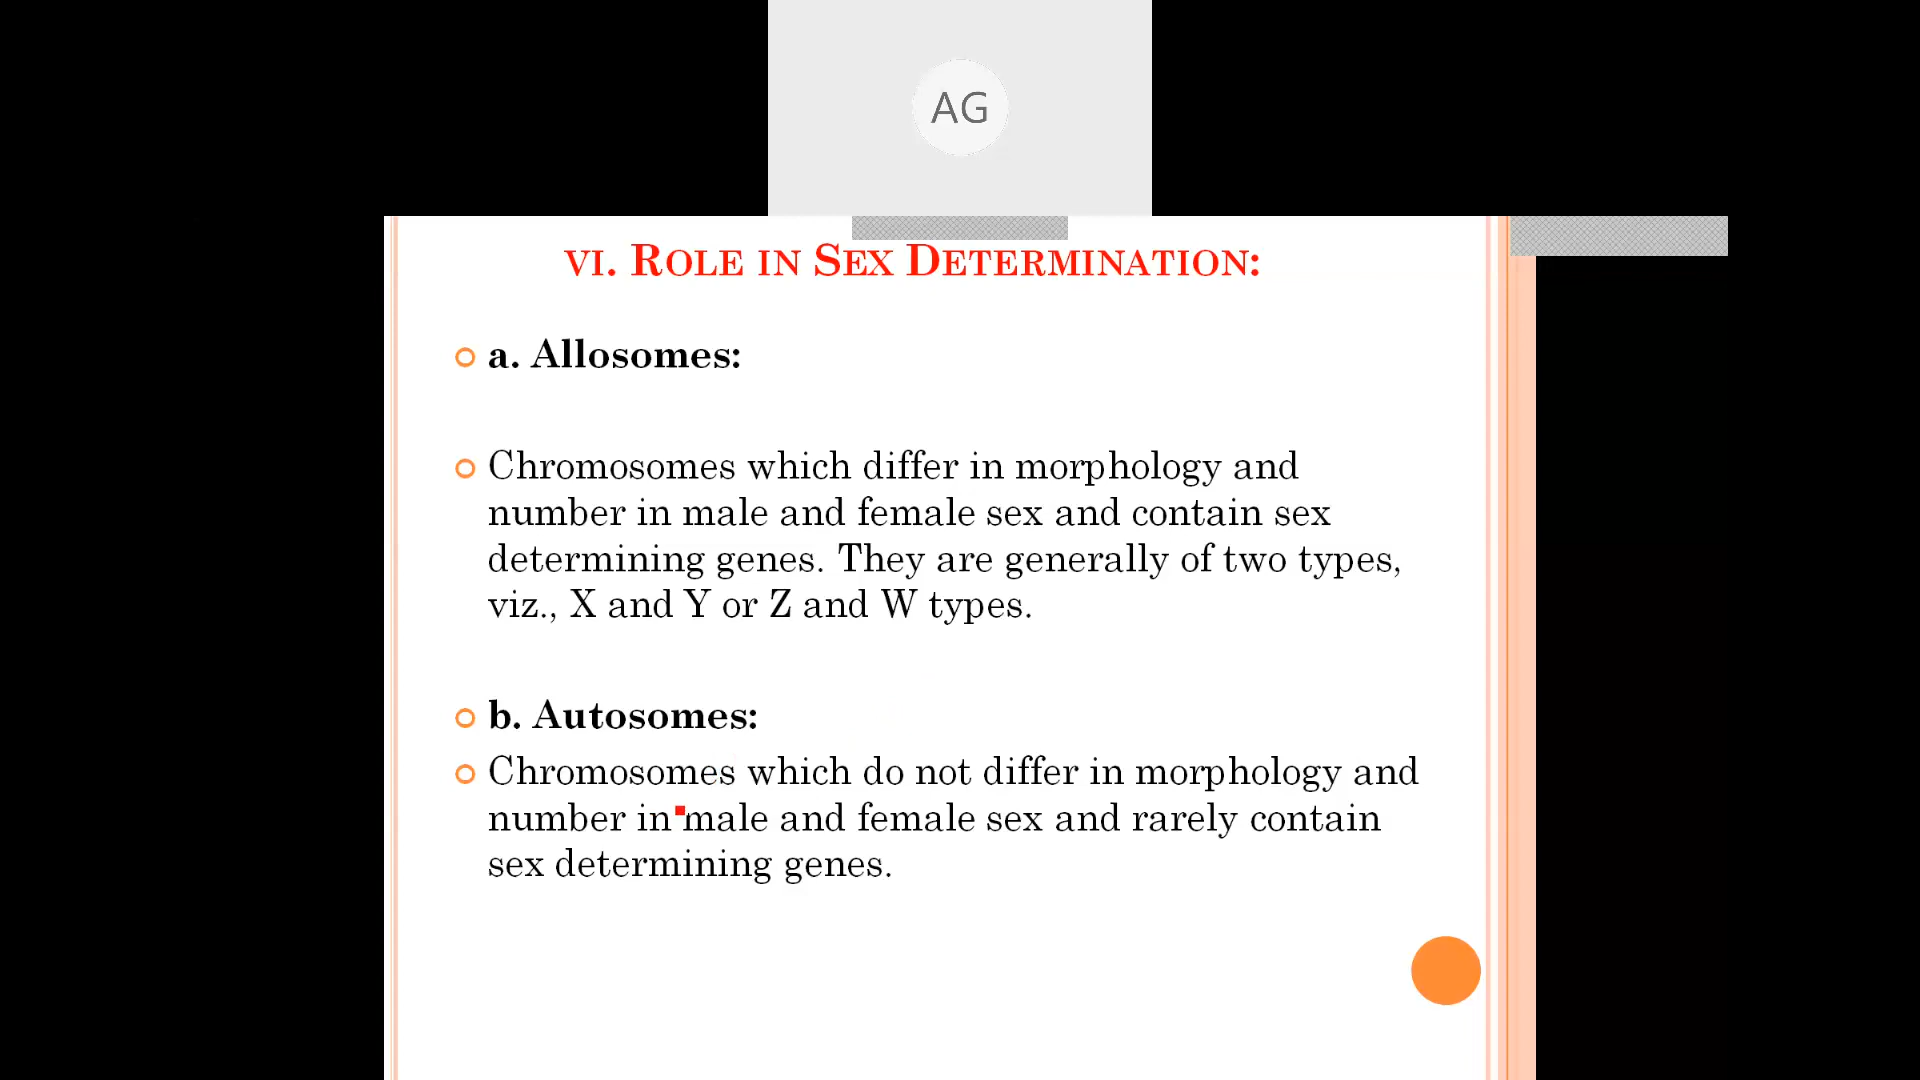 AG
VI. ROLE IN SEX DETERMINATION:
a. Allosomes:
Chromosomes which differ in morphology and
number in male and female sex and contain sex
determining genes. They are generally of two types,
viz., X and Y or Z and W types.
b. Autosomes:
Chromosomes which do not differ in morphology and
number in male and female sex and rarely contain
sex determining genes.